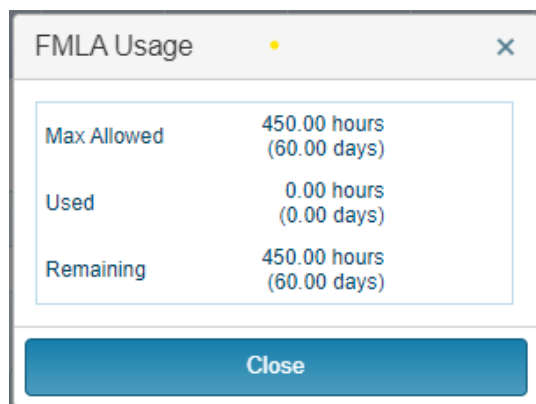 FMLA Usage
Max Allowed 450.00 hours
(60.00 days)
Used 0.00 hours
(0.00 days)
Remaining 450.00 hours
(60.00 days)
Close